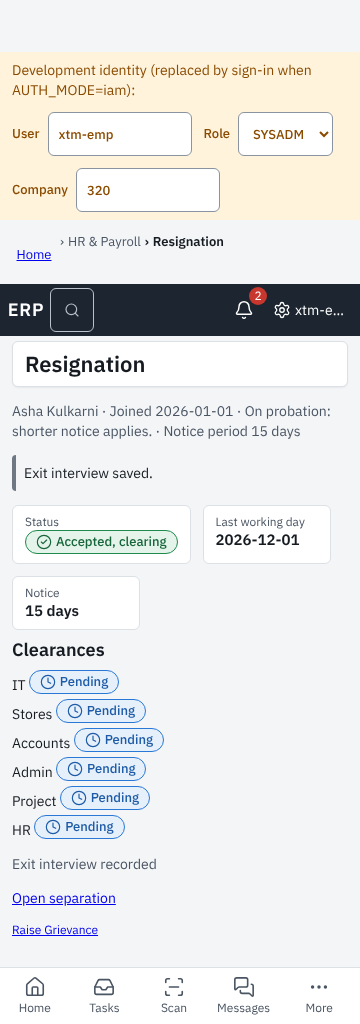 Development identity (replaced by sign-in when
AUTH_MODE=iam):
User xtm-emp Role SYSADM
Company 320
› HR & Payroll › Resignation
Home
ERP 2 xtm-e...
Resignation
Asha Kulkarni · Joined 2026-01-01 · On probation:
shorter notice applies. · Notice period 15 days
Exit interview saved.
Status
Accepted, clearing
Last working day
2026-12-01
Notice
15 days
Clearances
IT Pending
Stores Pending
Accounts Pending
Admin Pending
Project Pending
HR Pending
Exit interview recorded
Open separation
Raise Grievance
Home Tasks Scan Messages More